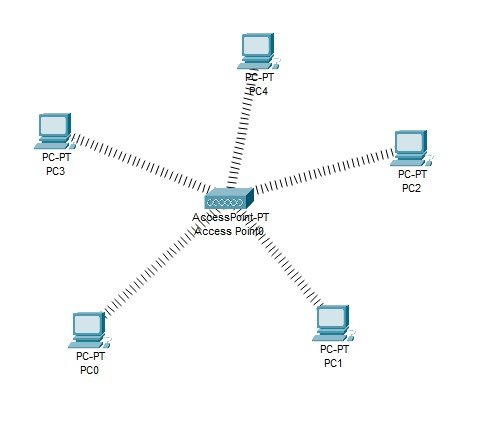 PC-PT
PC4
PC-PT
PC3
PC-PT
PC2
AccessPoint-PT
Access Point0
PC-PT
PC0
PC-PT
PC1